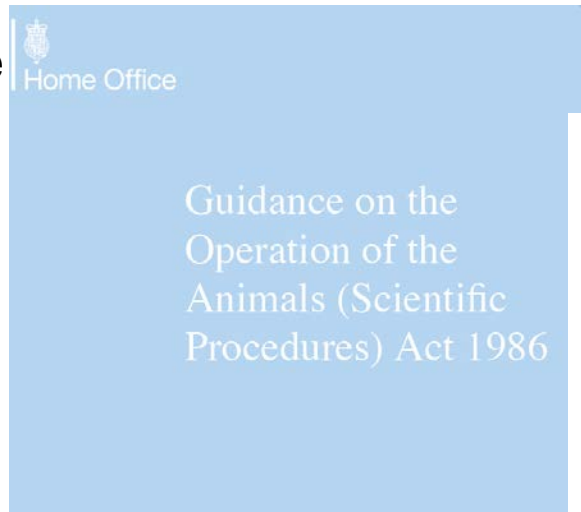 e
Home Office
Guidance on the
Operation of the
Animals (Scientific
Procedures) Act 1986